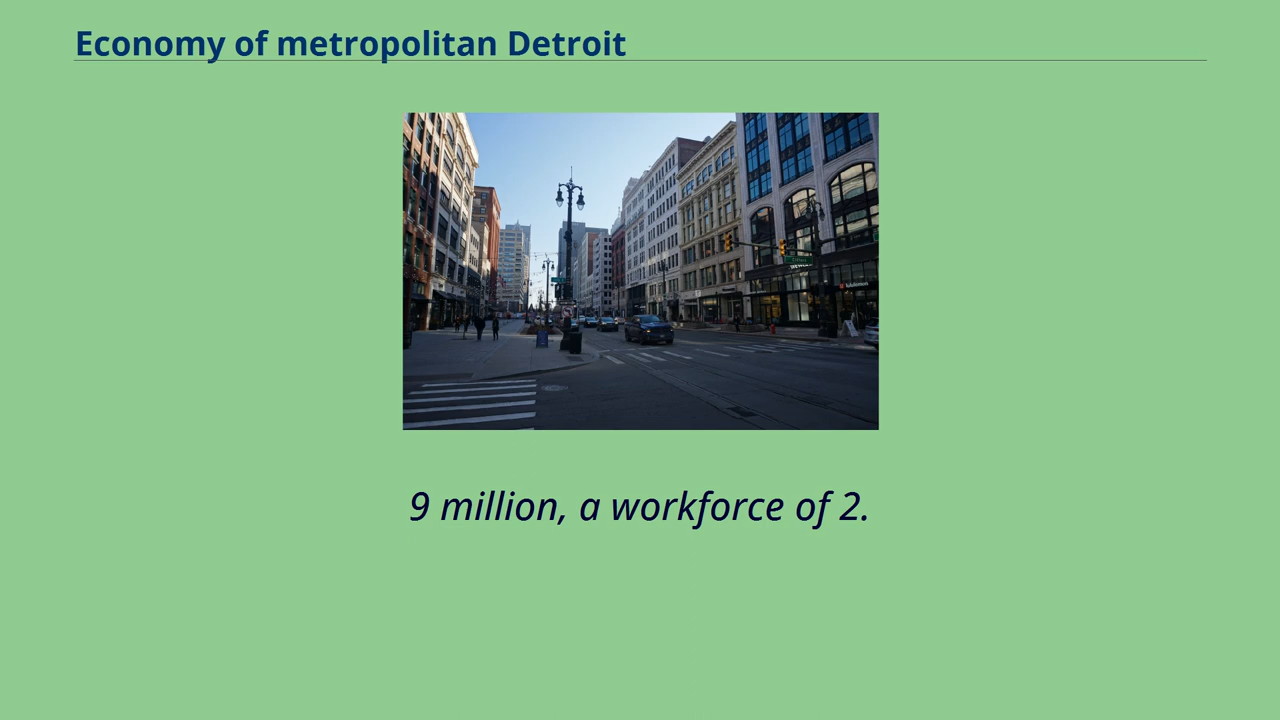 Economy of metropolitan Detroit
9 million, a workforce of 2.